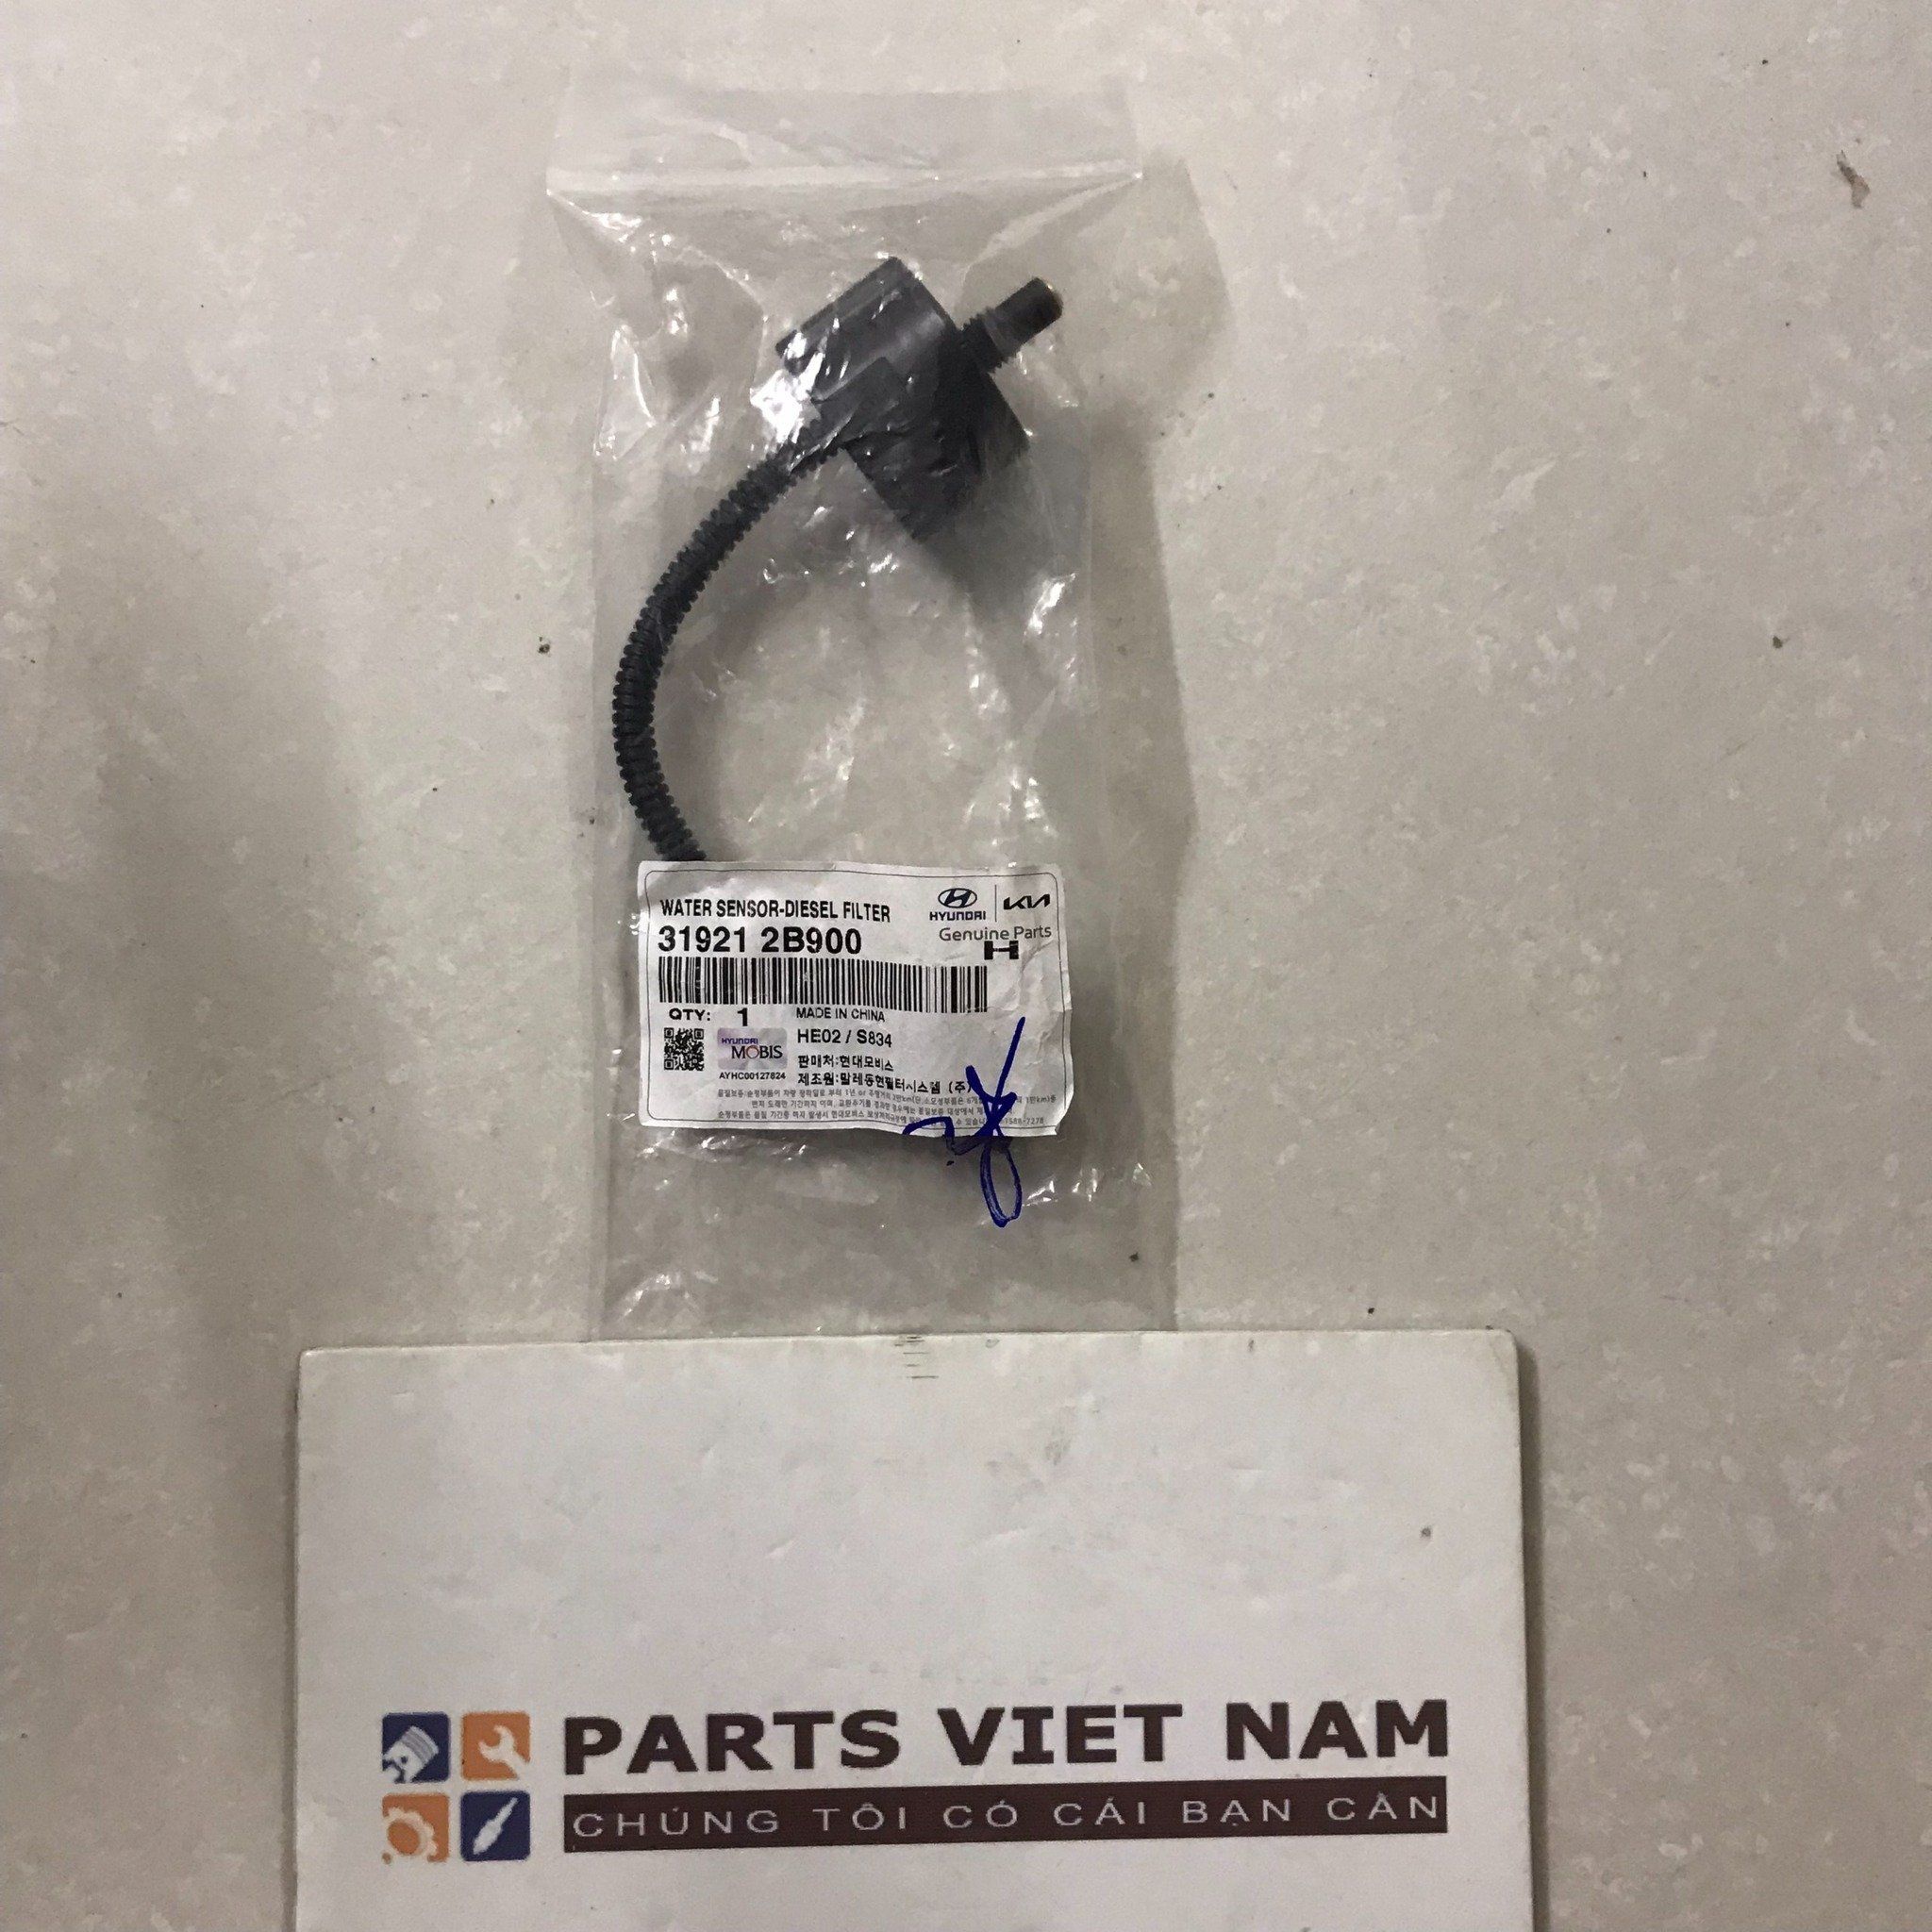 WATER SENSOR-DIESEL FILTER
HYUNDAI KIA
31921 2B900
Genuine Parts
H
QTY: 1 MADE IN CHINA
HE02 / S834
HYUNDAI
MOBIS
판매처:현대모비스
AYHC00127824
제조원:말레동현필터시스템 (주)
PARTS VIET NAM
CHÚNG TÔI CÓ CÁI BẠN CẦN